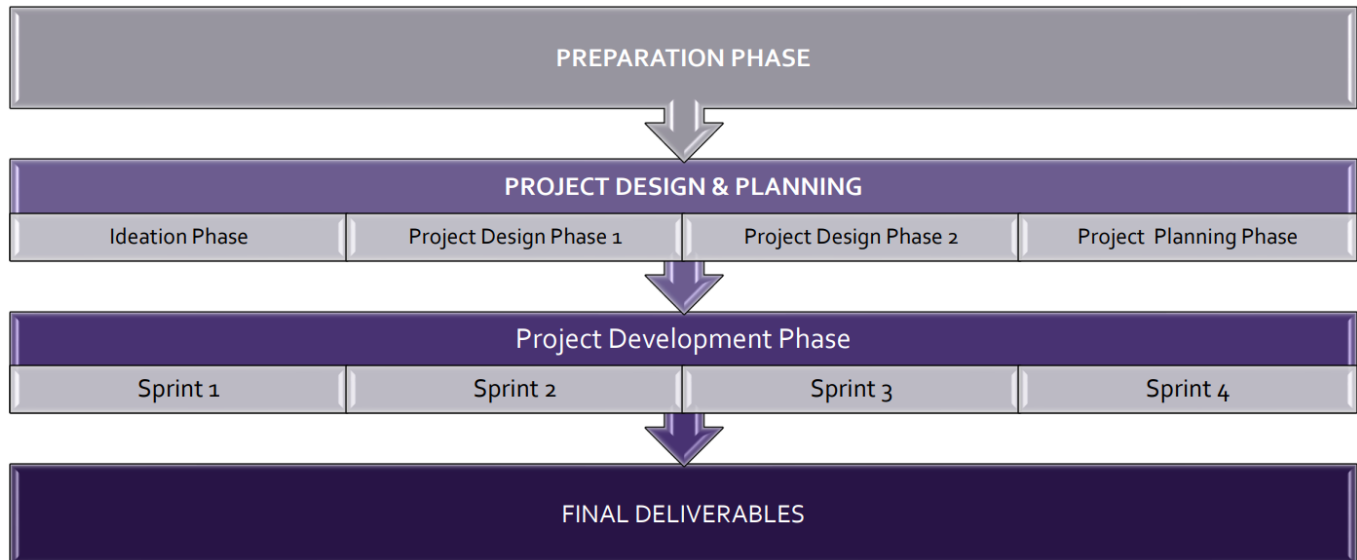 PREPARATION PHASE
PROJECT DESIGN & PLANNING
Ideation Phase
Project Design Phase 1
Project Design Phase 2
Project Planning Phase
Project Development Phase
Sprint 1
Sprint 2
Sprint 3
Sprint 4
FINAL DELIVERABLES